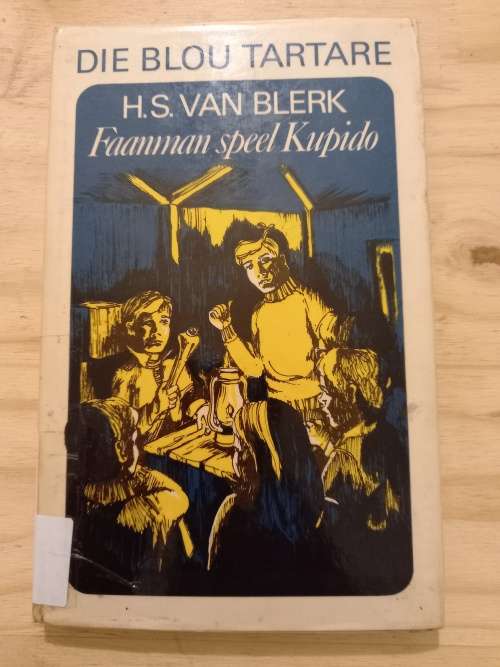 DIE BLOU TARTARE
H.S. VAN BLERK
Faanman speel Kupido